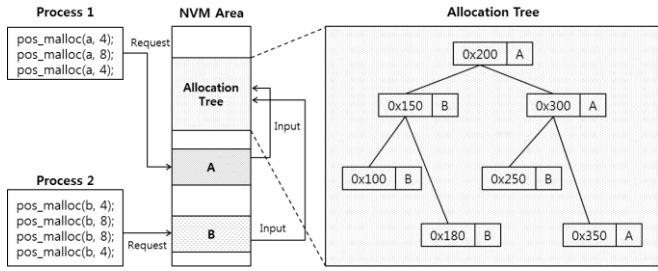 Process 1
pos_malloc(a, 4);
pos_malloc(a, 8);
pos_malloc(a, 4);
Process 2
pos_malloc(b, 4);
pos_malloc(b, 8);
pos_malloc(b, 8);
pos_malloc(b, 4);
Request
Request
NVM Area
Allocation
Tree
A
B
Input
Input
Allocation Tree
0x200 A
0x150 B
0x300 A
0x100 B
0x250 B
0x180 B
0x350 A